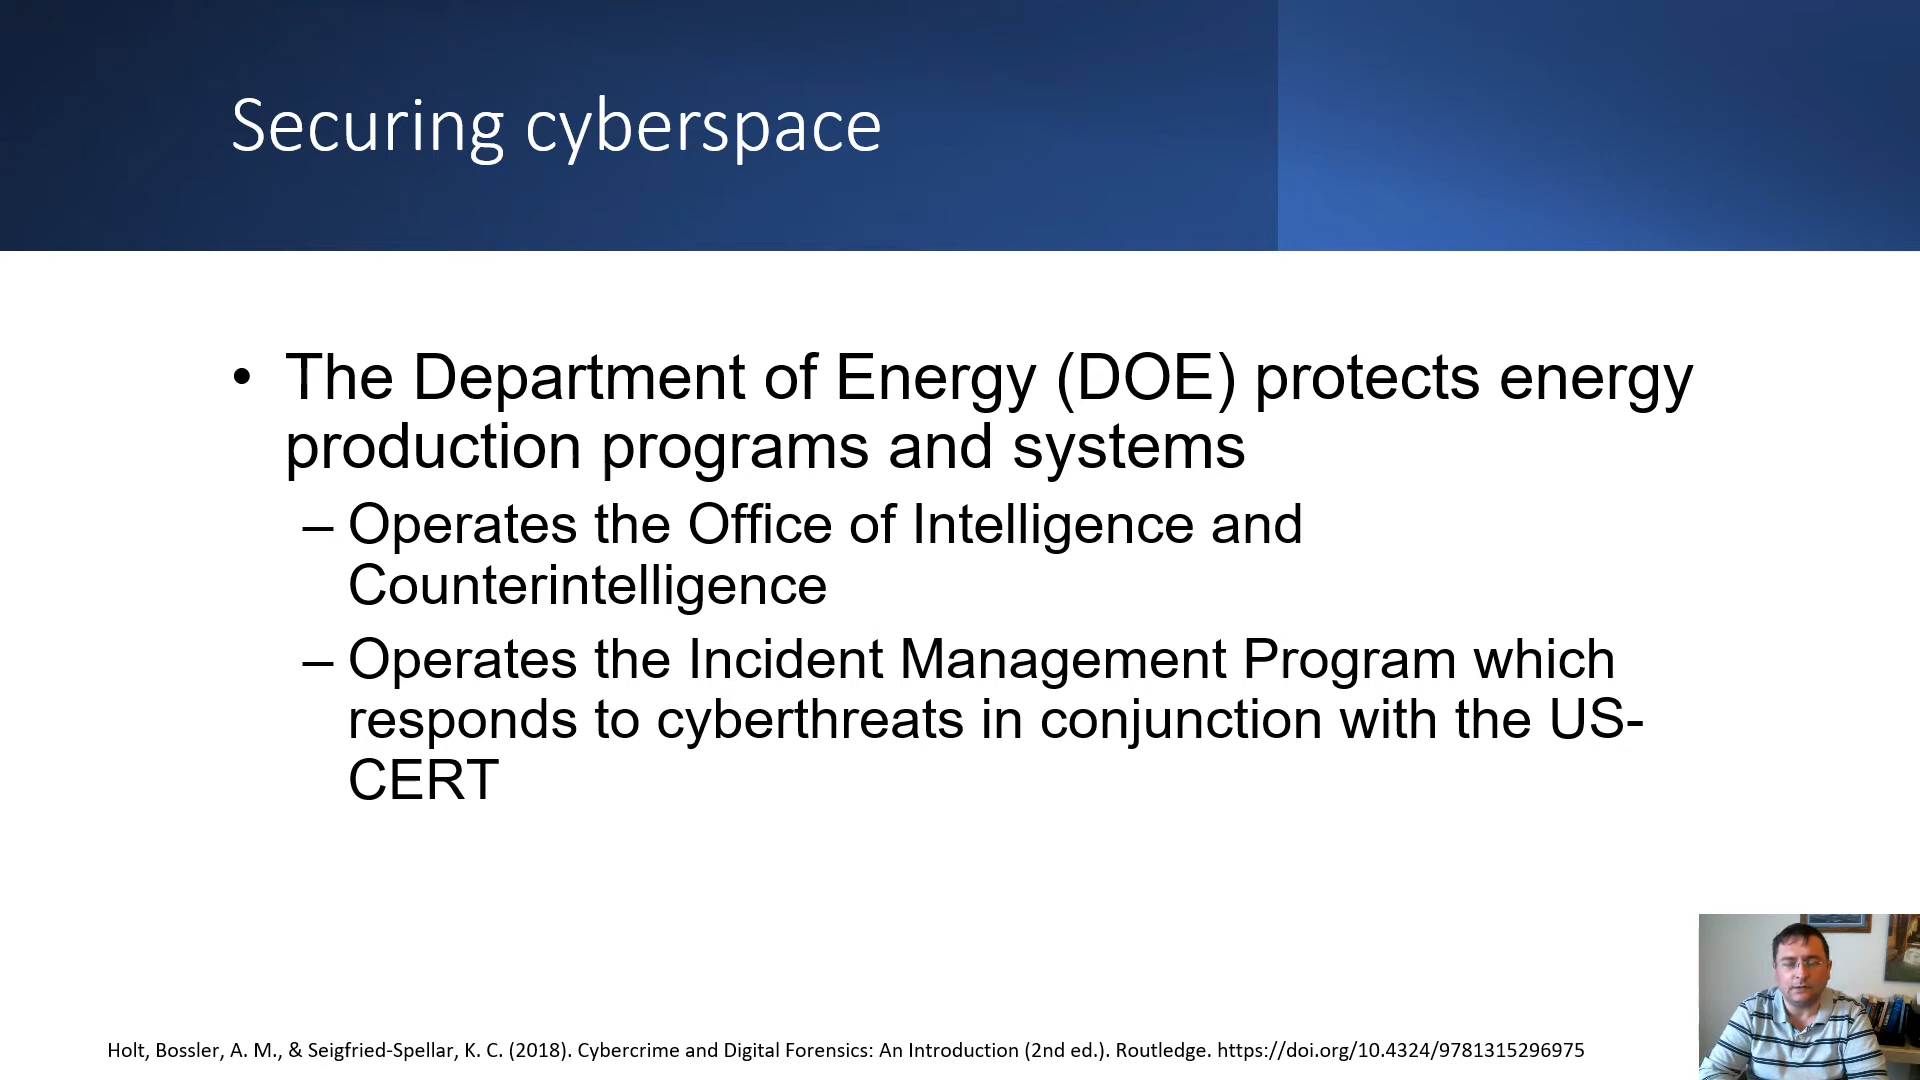 Securing cyberspace
• The Department of Energy (DOE) protects energy
production programs and systems
– Operates the Office of Intelligence and
Counterintelligence
– Operates the Incident Management Program which
responds to cyberthreats in conjunction with the US-
CERT
Holt, Bossler, A. M., & Seigfried-Spellar, K. C. (2018). Cybercrime and Digital Forensics: An Introduction (2nd ed.). Routledge. https://doi.org/10.4324/9781315296975